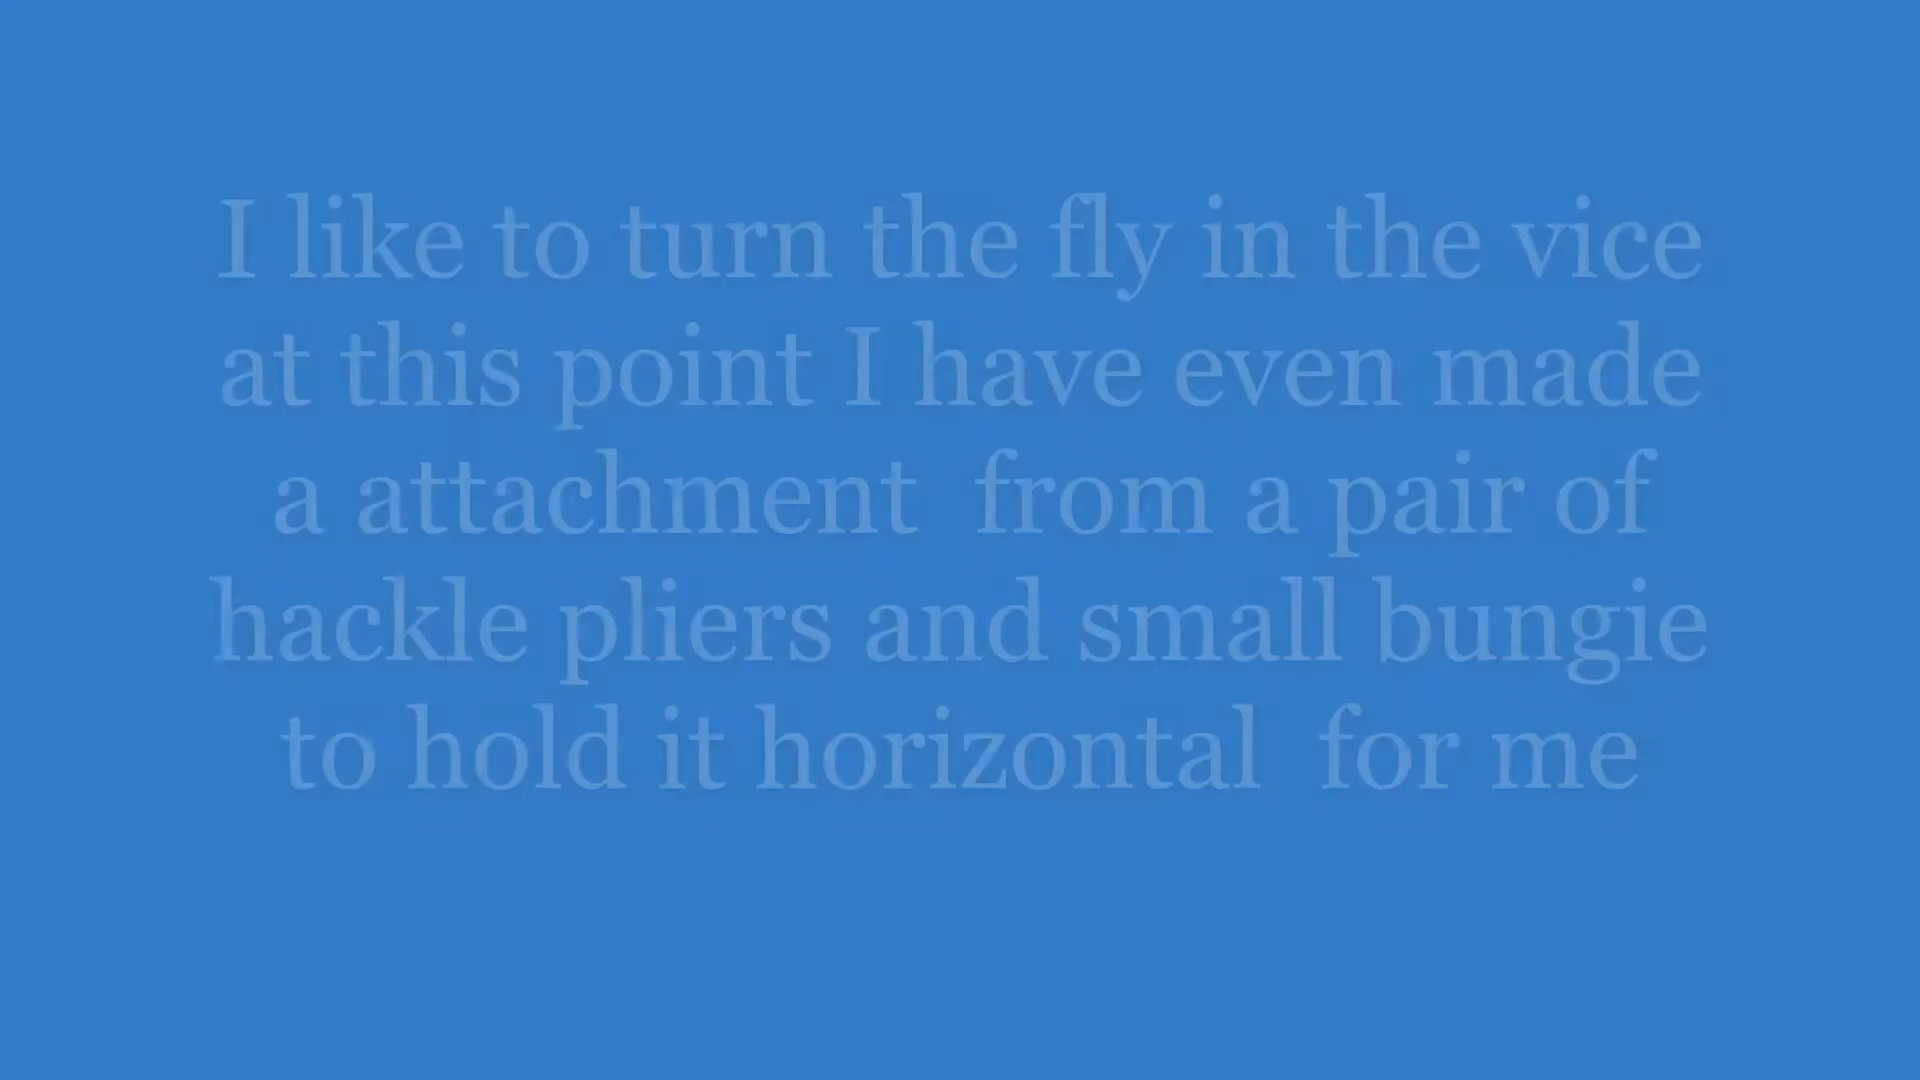 I like to turn the fly in the vice
at this point I have even made
a attachment  from a pair of
hackle pliers and small bungie
to hold it horizontal  for me